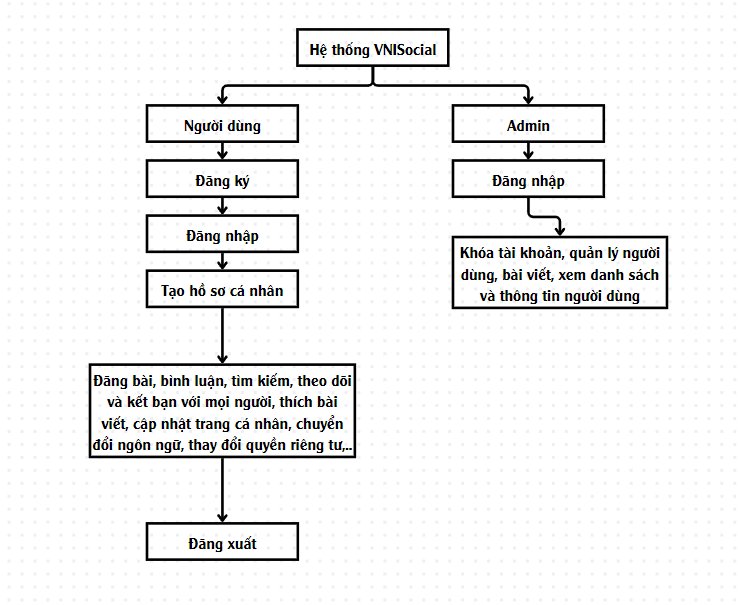 Hệ thống VNISocial
Người dùng
Admin
Đăng ký
Đăng nhập
Đăng nhập
Tạo hồ sơ cá nhân
Khóa tài khoản, quản lý người
dùng, bài viết, xem danh sách
và thông tin người dùng
Đăng bài, bình luận, tìm kiếm, theo dõi
và kết bạn với mọi người, thích bài
viết, cập nhật trang cá nhân, chuyển
đổi ngôn ngữ, thay đổi quyền riêng tư,..
Đăng xuất